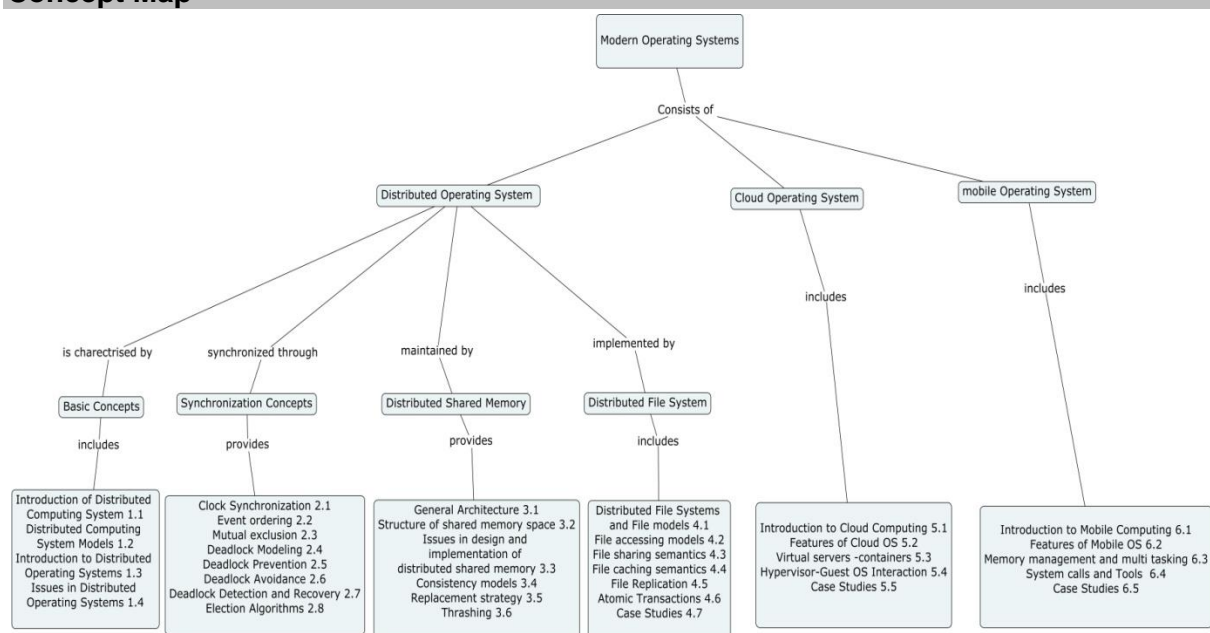 Concept Map
Modern Operating Systems
Consists of
Distributed Operating System
Cloud Operating System
mobile Operating System
includes
includes
is charectrised by
synchronized through
maintained by
implemented by
Basic Concepts
Synchronization Concepts
Distributed Shared Memory
Distributed File System
includes
provides
provides
includes
Introduction of Distributed
Computing System 1.1
Distributed Computing
System Models 1.2
Introduction to Distributed
Operating Systems 1.3
Issues in Distributed
Operating Systems 1.4
Clock Synchronization 2.1
Event ordering 2.2
Mutual exclusion 2.3
Deadlock Modeling 2.4
Deadlock Prevention 2.5
Deadlock Avoidance 2.6
Deadlock Detection and Recovery 2.7
Election Algorithms 2.8
General Architecture 3.1
Structure of shared memory space 3.2
Issues in design and
implementation of
distributed shared memory 3.3
Consistency models 3.4
Replacement strategy 3.5
Thrashing 3.6
Distributed File Systems
and File models 4.1
File accessing models 4.2
File sharing semantics 4.3
File caching semantics 4.4
File Replication 4.5
Atomic Transactions 4.6
Case Studies 4.7
Introduction to Cloud Computing 5.1
Features of Cloud OS 5.2
Virtual servers -containers 5.3
Hypervisor-Guest OS Interaction 5.4
Case Studies 5.5
Introduction to Mobile Computing 6.1
Features of Mobile OS 6.2
Memory management and multi tasking 6.3
System calls and Tools 6.4
Case Studies 6.5